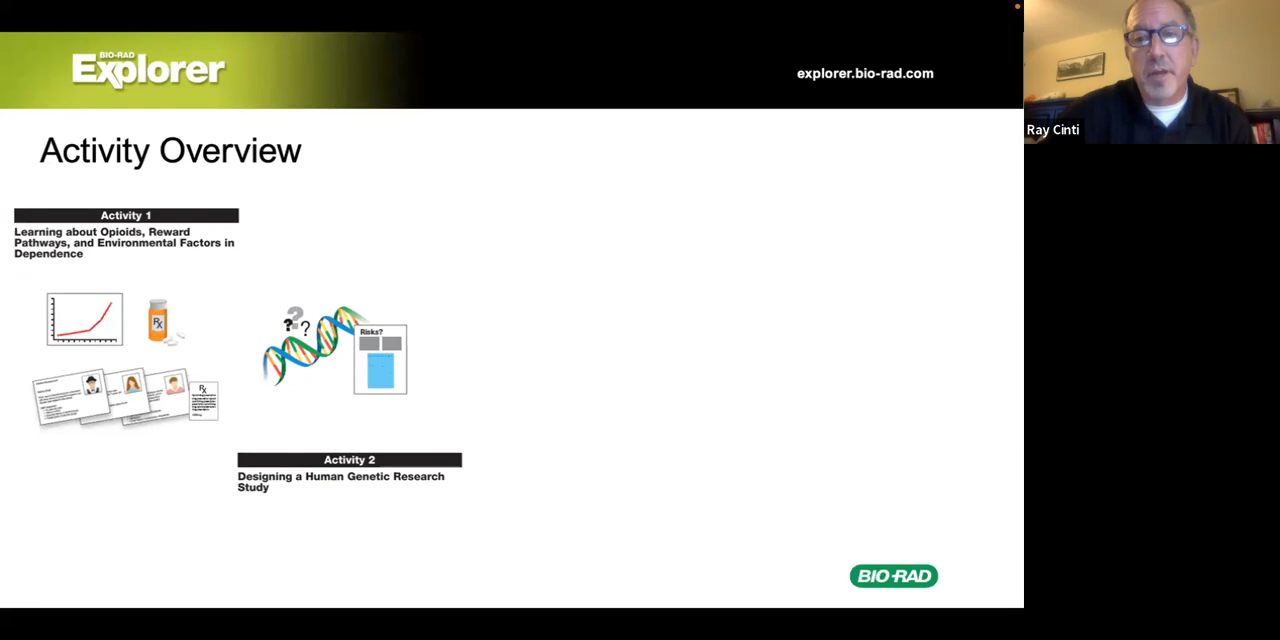 BIO-RAD
Explorer
explorer.bio-rad.com
Ray Cinti
Activity Overview
Activity 1
Learning about Opioids, Reward
Pathways, and Environmental Factors in
Dependence
Rx
Rx
? ? ?
Risks?
Activity 2
Designing a Human Genetic Research
Study
BIO-RAD